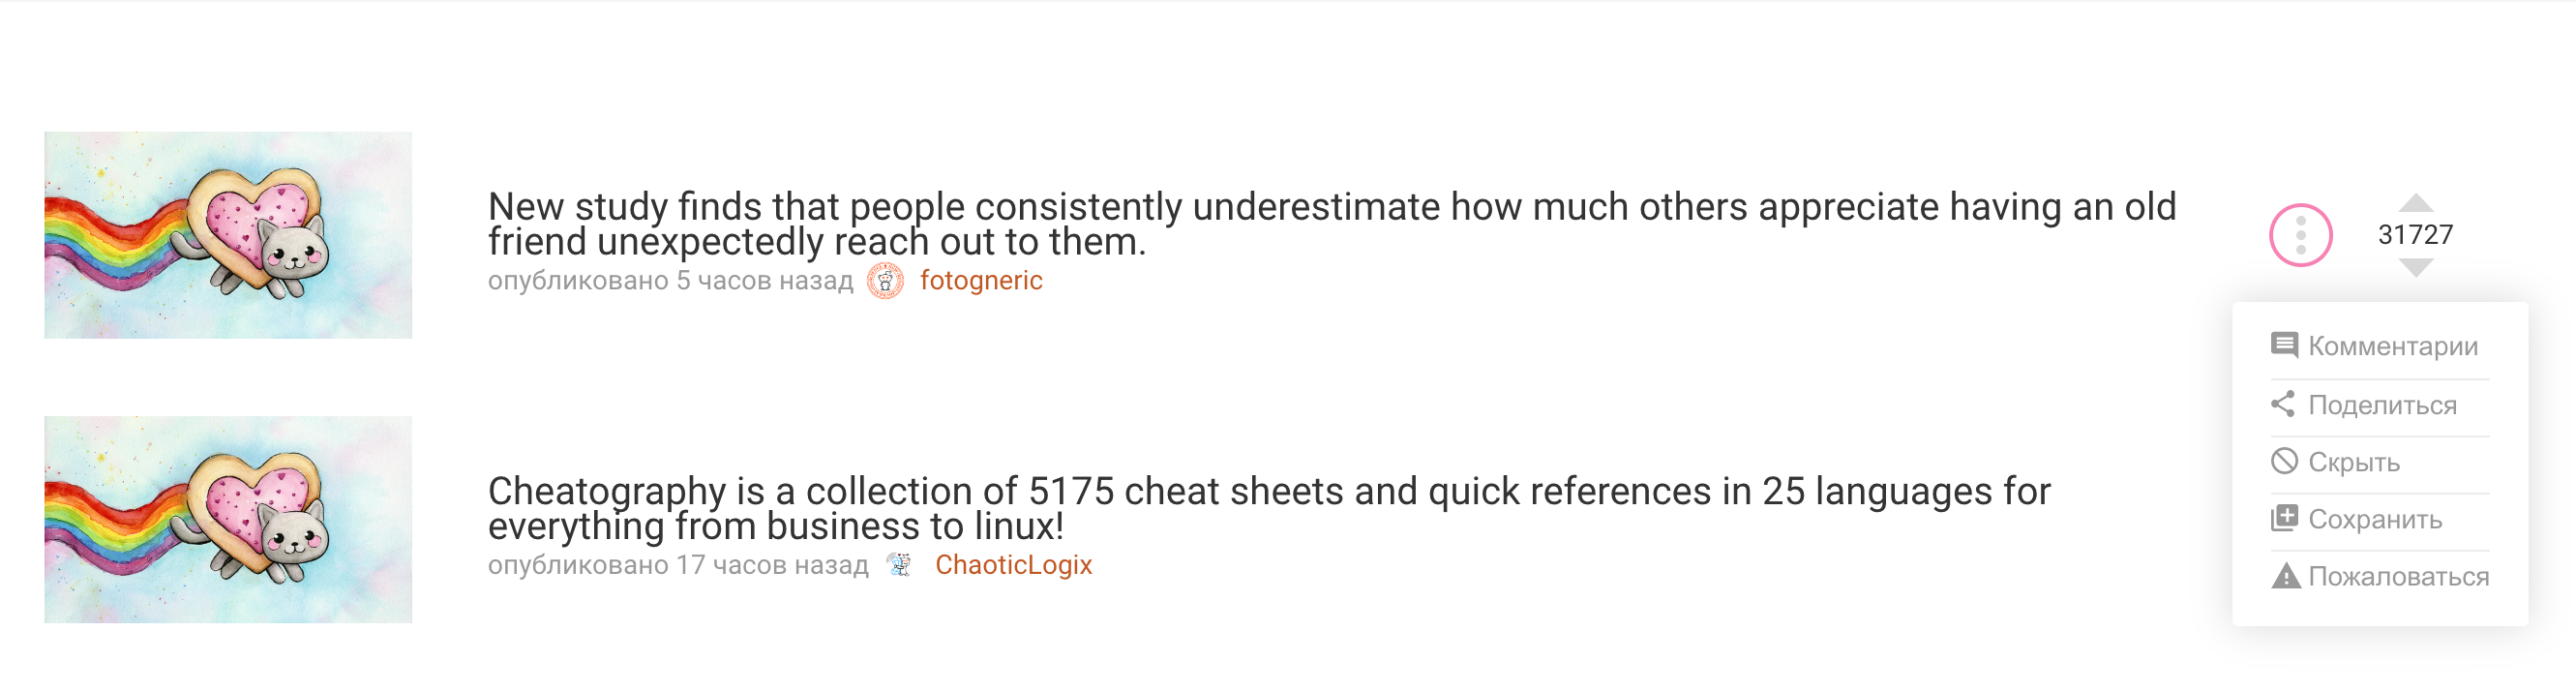 New study finds that people consistently underestimate how much others appreciate having an old
friend unexpectedly reach out to them.
опубликовано 5 часов назад fotogneric
31727
Комментарии
Поделиться
Скрыть
Сохранить
Пожаловаться
Cheatography is a collection of 5175 cheat sheets and quick references in 25 languages for
everything from business to linux!
опубликовано 17 часов назад ChaoticLogix